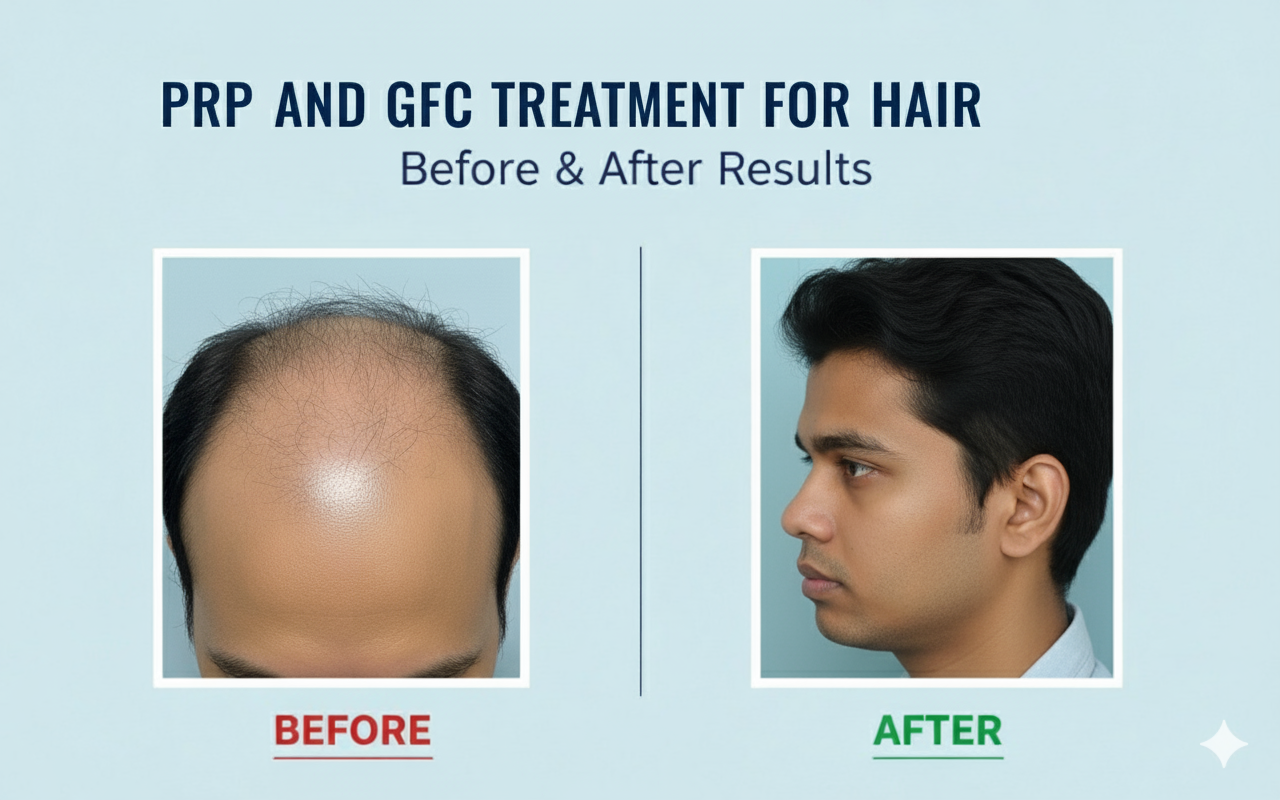 PRP AND GFC TREATMENT FOR HAIR
Before & After Results
BEFORE
AFTER